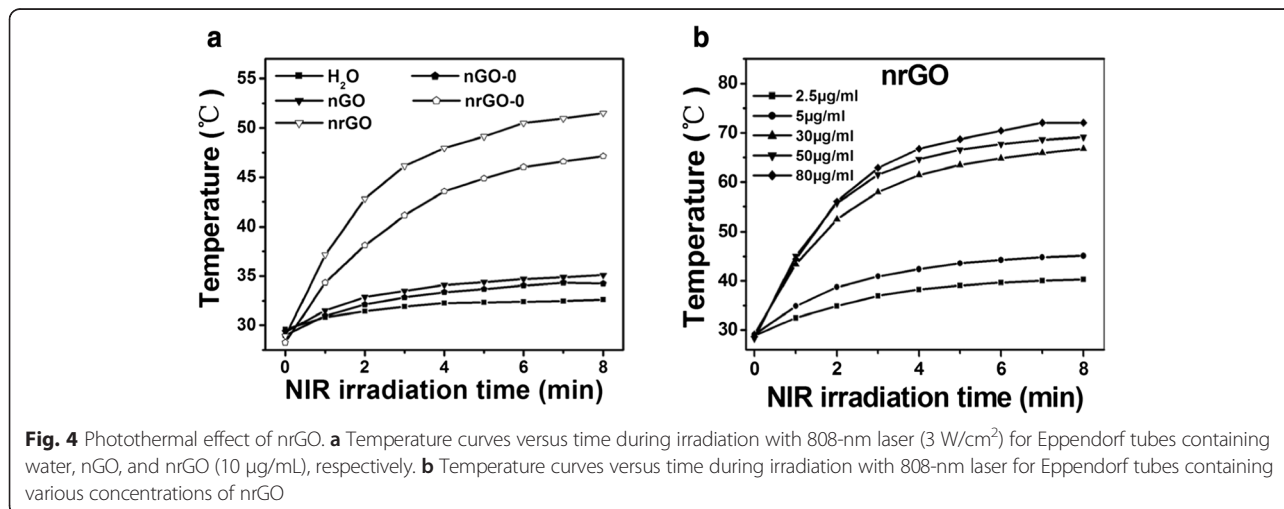 a
H₂O
nGO-0
nGO
nrGO-0
nrGO
Temperature (℃)
55
50
45
40
35
30
0
2
4
6
8
NIR irradiation time (min)
b
nrGO
2.5μg/ml
5μg/ml
30μg/ml
50μg/ml
80μg/ml
Temperature (℃)
80
70
60
50
40
30
0
2
4
6
8
NIR irradiation time (min)
Fig. 4 Photothermal effect of nrGO. a Temperature curves versus time during irradiation with 808-nm laser (3 W/cm²) for Eppendorf tubes containing
water, nGO, and nrGO (10 μg/mL), respectively. b Temperature curves versus time during irradiation with 808-nm laser for Eppendorf tubes containing
various concentrations of nrGO